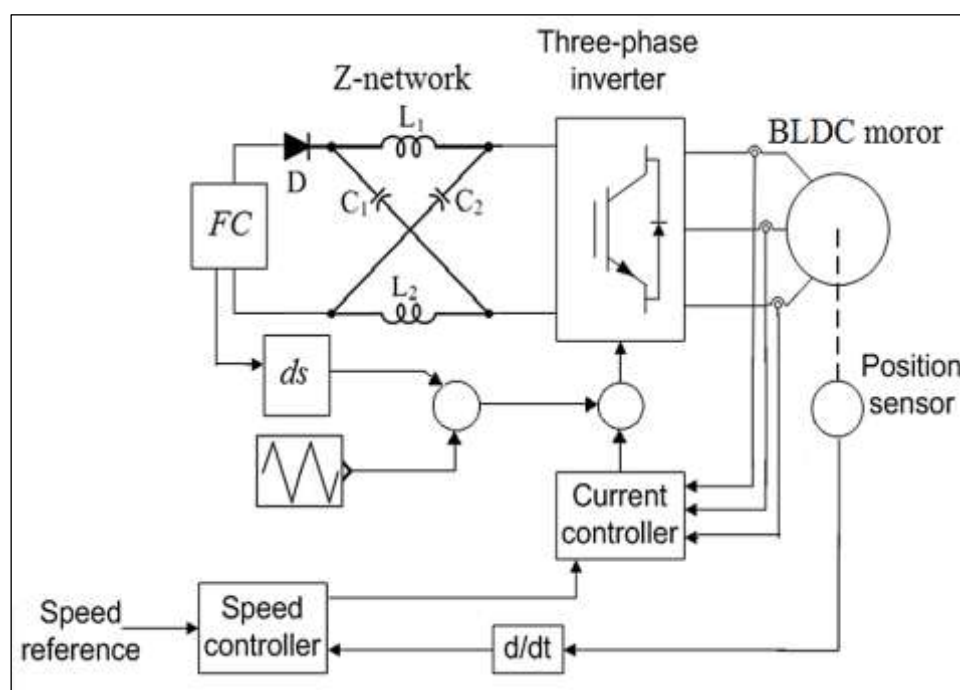 Three-phase
inverter
Z-network
BLDC moror
L₁
D
C₁
C₂
FC
L₂
ds
Position
sensor
Current
controller
Speed
reference
Speed
controller
d/dt